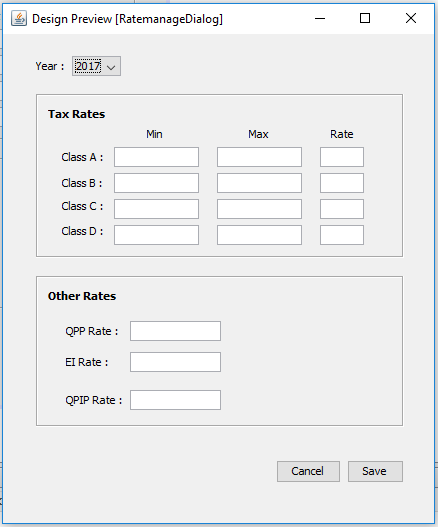 Design Preview [RatemanageDialog]
Year : 2017
Tax Rates
Min Max Rate
Class A :
Class B :
Class C :
Class D :
Other Rates
QPP Rate :
EI Rate :
QPIP Rate :
Cancel Save